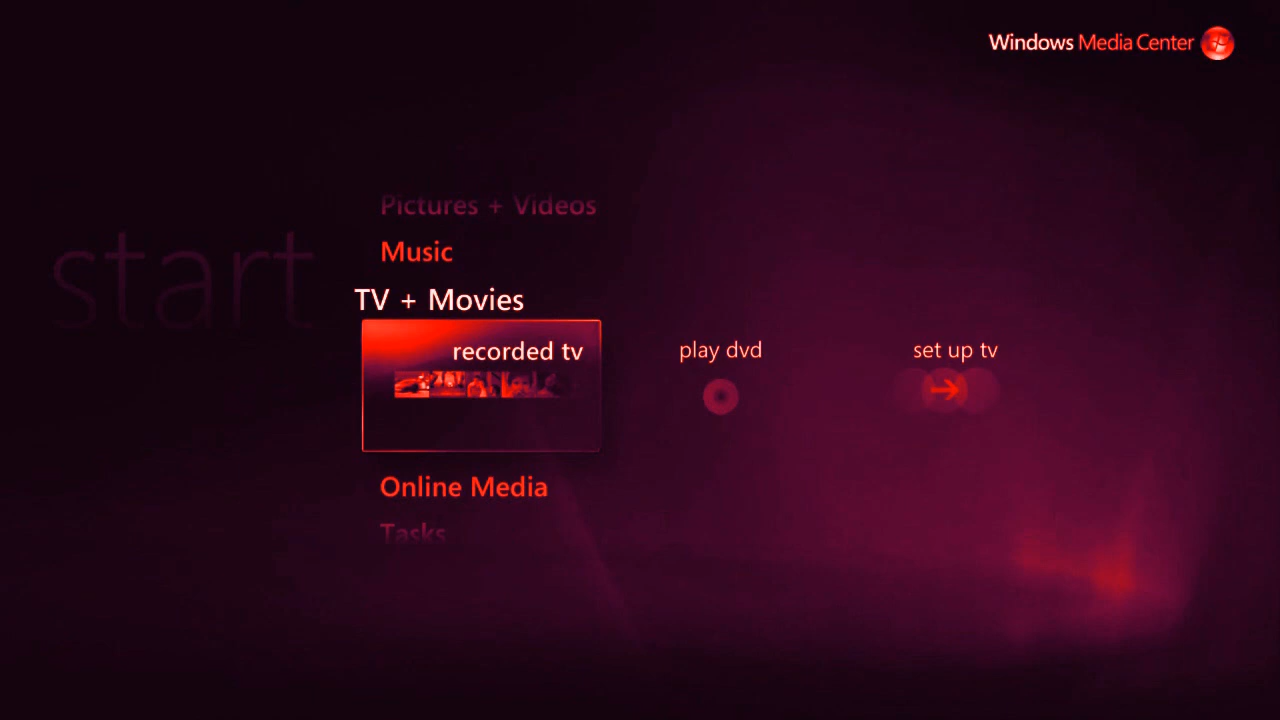 Windows Media Center
start
Pictures + Videos
Music
TV + Movies
recorded tv
play dvd
set up tv
Online Media
Tasks